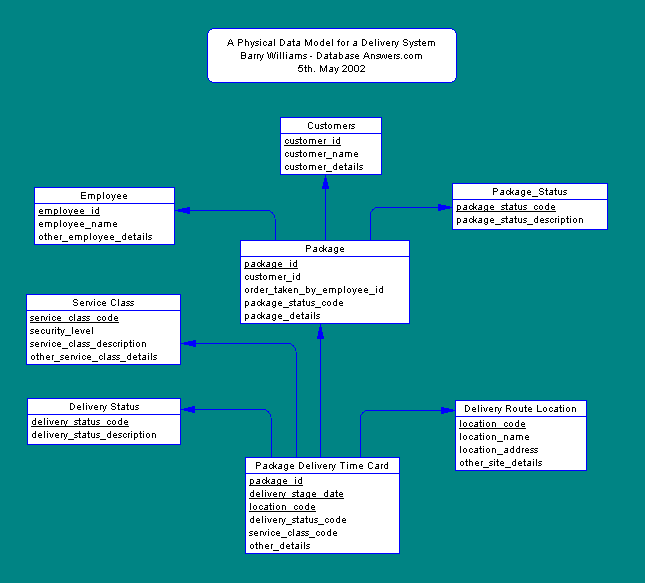 A Physical Data Model for a Delivery System
Barry Williams - Database Answers.com
5th. May 2002
Customers
customer_id
customer_name
customer_details
Employee
employee_id
employee_name
other_employee_details
Package_Status
package_status_code
package_status_description
Package
package_id
customer_id
order_taken_by_employee_id
package_status_code
package_details
Service Class
service_class_code
security_level
service_class_description
other_service_class_details
Delivery Status
delivery_status_code
delivery_status_description
Delivery Route Location
location_code
location_name
location_address
other_site_details
Package Delivery Time Card
package_id
delivery_stage_date
location_code
delivery_status_code
service_class_code
other_details